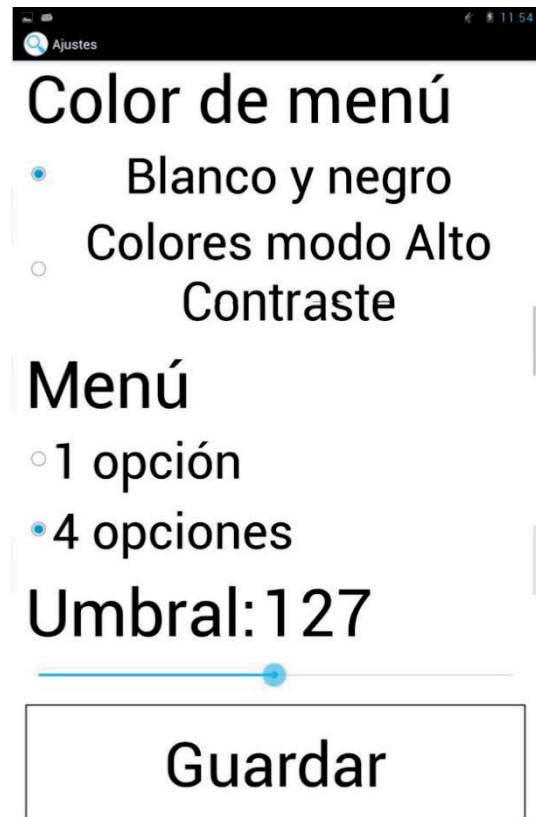 11:54
Ajustes
Color de menú
Blanco y negro
Colores modo Alto
Contraste
Menú
1 opción
4 opciones
Umbral:127
Guardar